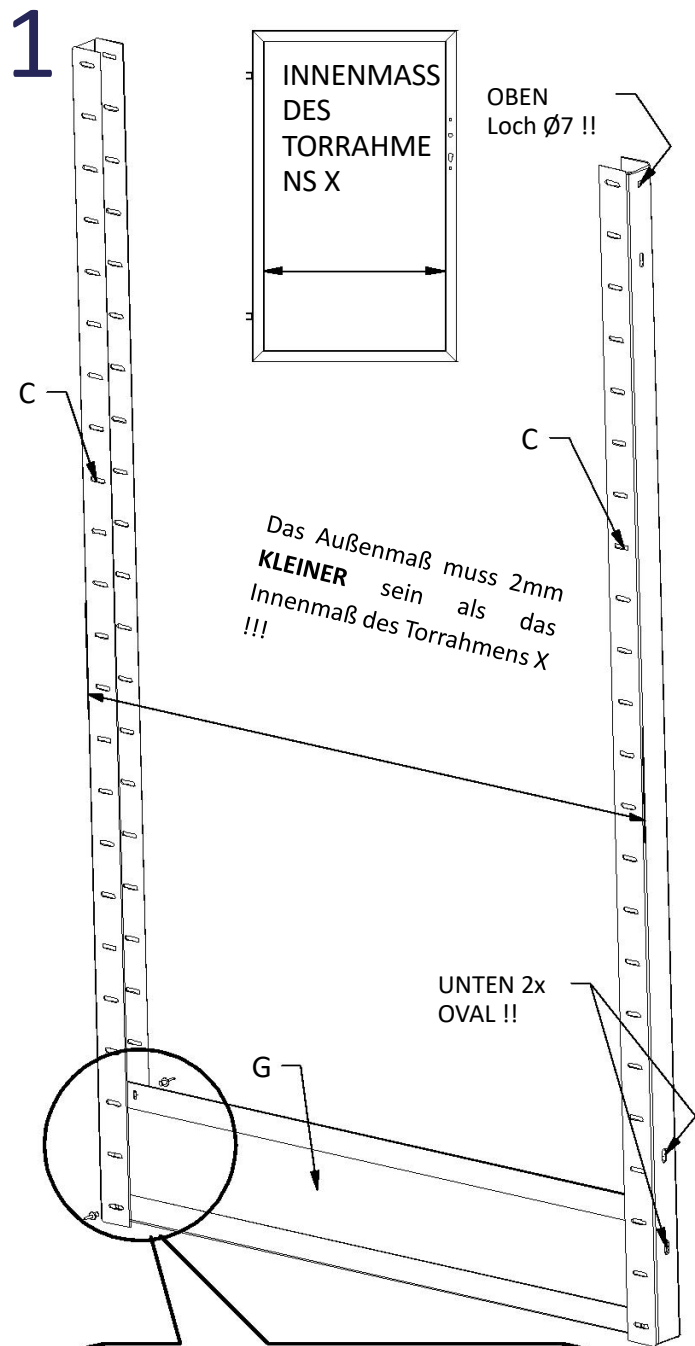 1
INNENMASS
DES
TORRAHME
NS X
OBEN
Loch Ø7 !!
C
C
Das Außenmaß muss 2mm
KLEINER sein als das
Innenmaß des Torrahmens X
!!!
UNTEN 2x
OVAL !!
G